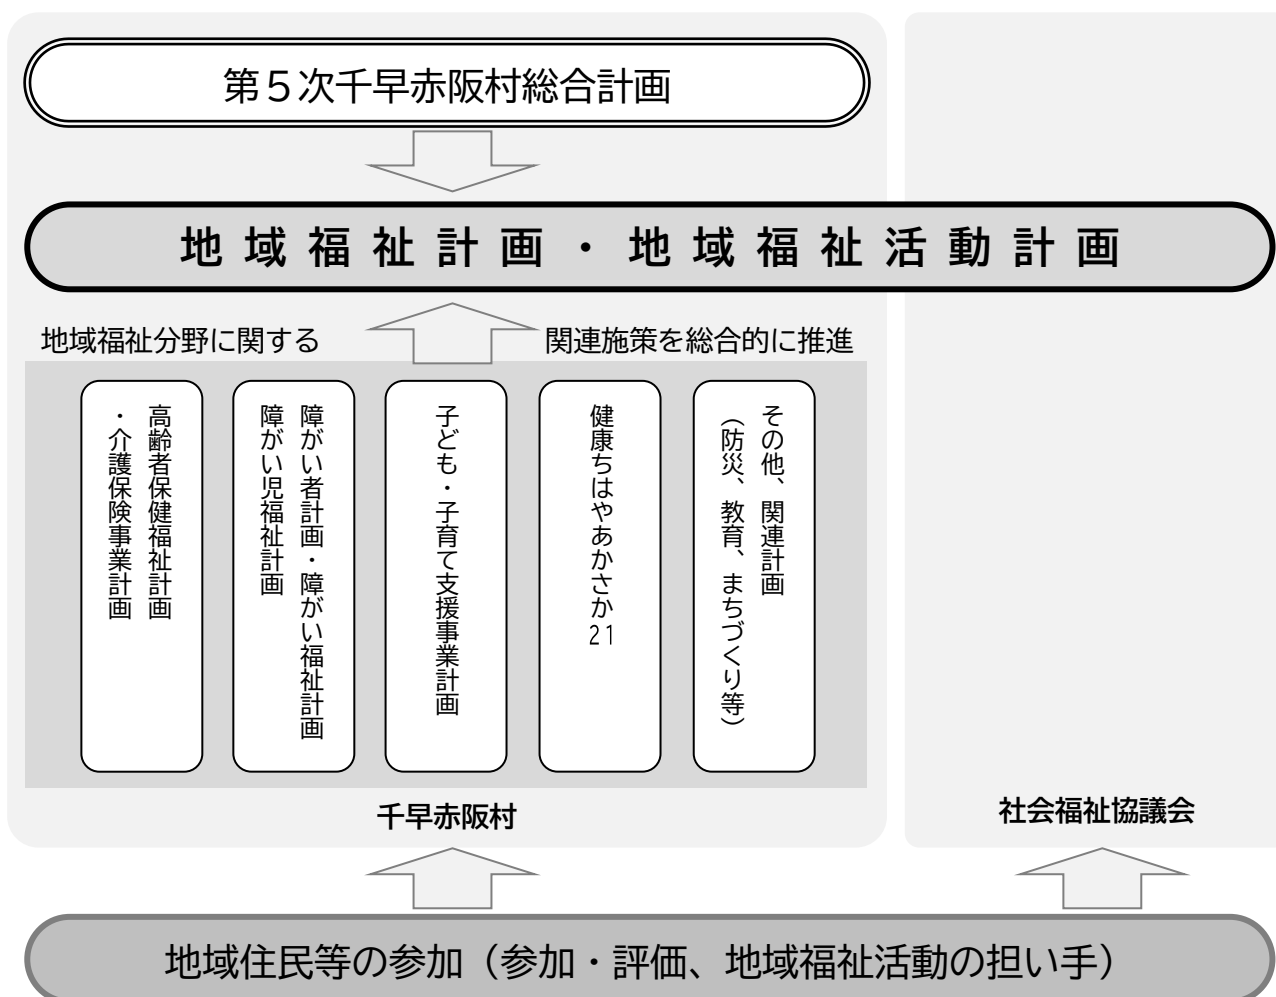 第５次千早赤阪村総合計画
地域福祉計画・地域福祉活動計画
地域福祉分野に関する
関連施策を総合的に推進
高齢者保健福祉計画
・介護保険事業計画
障がい者計画・障がい福祉計画
障がい児福祉計画
子ども・子育て支援事業計画
健康ちはやあかさか21
その他、関連計画
（防災、教育、まちづくり等）
千早赤阪村
社会福祉協議会
地域住民等の参加（参加・評価、地域福祉活動の担い手）